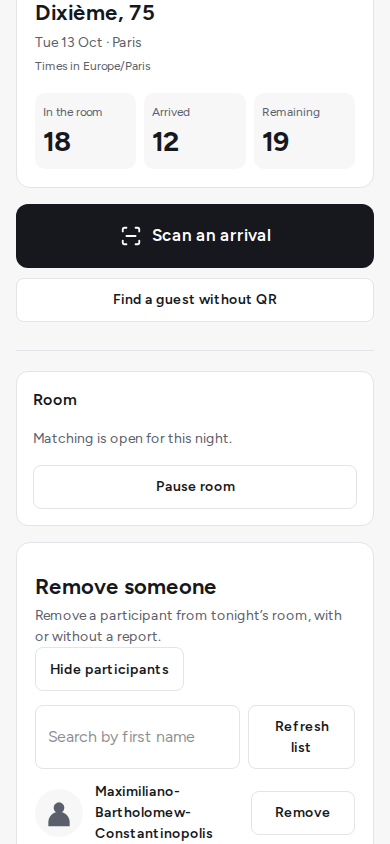 Dixième, 75
Tue 13 Oct · Paris
Times in Europe/Paris
In the room
Arrived
Remaining
18
12
19
Scan an arrival
Find a guest without QR
Room
Matching is open for this night.
Pause room
Remove someone
Remove a participant from tonight's room, with
or without a report.
Hide participants
Search by first name
Refresh
list
Maximiliano-
Bartholomew-
Constantinopolis
Remove